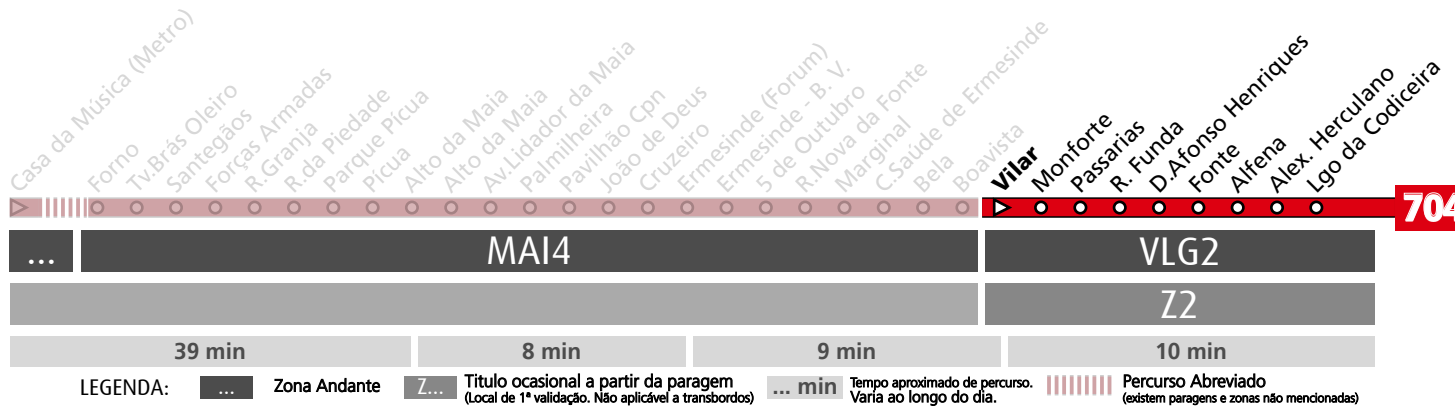 Casa da Música (Metro)
Forno
Tv.Brás Oleiro
Santegãos
Forças Armadas
R.Granja
R.da Piedade
Parque Pícua
Pícua
Alto da Maia
Alto da Maia
Av.Lidador da Maia
Palmilheira
Pavilhão Cpn
João de Deus
Cruzeiro
Ermesinde (Forum)
Ermesinde - B. V.
5 de Outubro
R.Nova da Fonte
Marginal
C.Saúde de Ermesinde
Bela
Boavista
Vilar
Monforte
Passarias
R. Funda
D.Afonso Henriques
Fonte
Alfena
Alex. Herculano
Lgo da Codiceira
704
... MAI4 VLG2
Z2
39 min 8 min 9 min 10 min
LEGENDA: ... Zona Andante Z... Titulo ocasional a partir da paragem
(Local de 1ª validação. Não aplicável a transbordos)
... min Tempo aproximado de percurso.
Varia ao longo do dia.
Percurso Abreviado
(existem paragens e zonas não mencionadas)